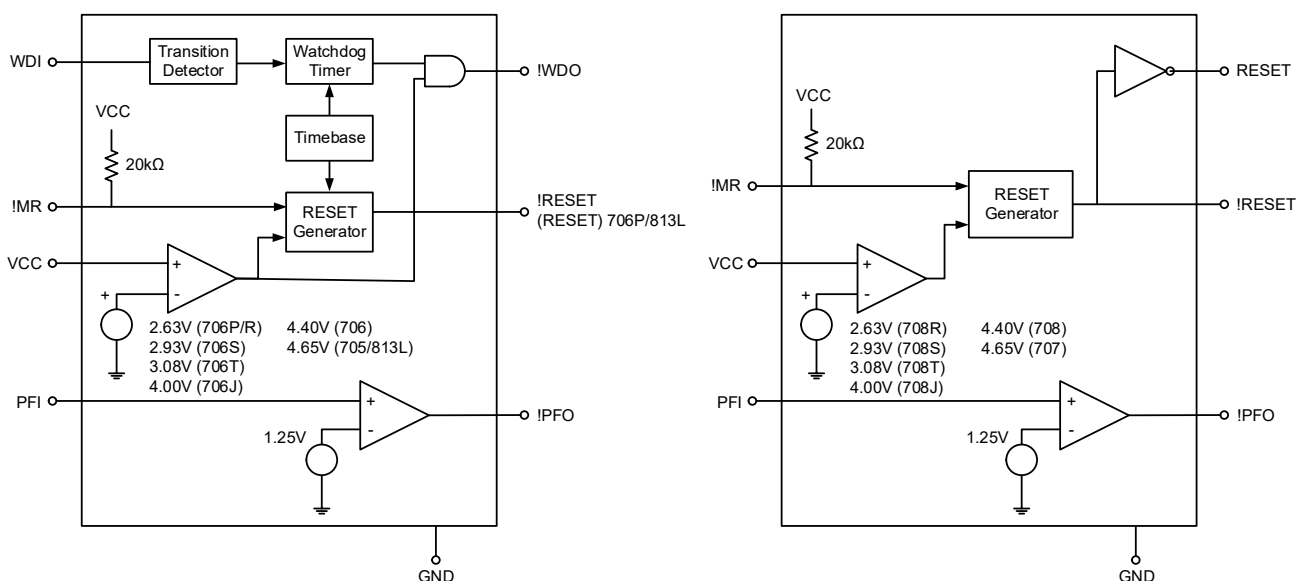 WDI
Transition
Detector
Watchdog
Timer
!WDO
VCC
20kΩ
Timebase
!MR
RESET
Generator
!RESET
(RESET) 706P/813L
VCC
+
-
+
2.63V (706P/R)
4.40V (706)
2.93V (706S)
4.65V (705/813L)
3.08V (706T)
4.00V (706J)
PFI
+
-
!PFO
1.25V
GND
RESET
VCC
20kΩ
!MR
RESET
Generator
!RESET
VCC
+
-
+
2.63V (708R)
4.40V (708)
2.93V (708S)
4.65V (707)
3.08V (708T)
4.00V (708J)
PFI
+
-
!PFO
1.25V
GND